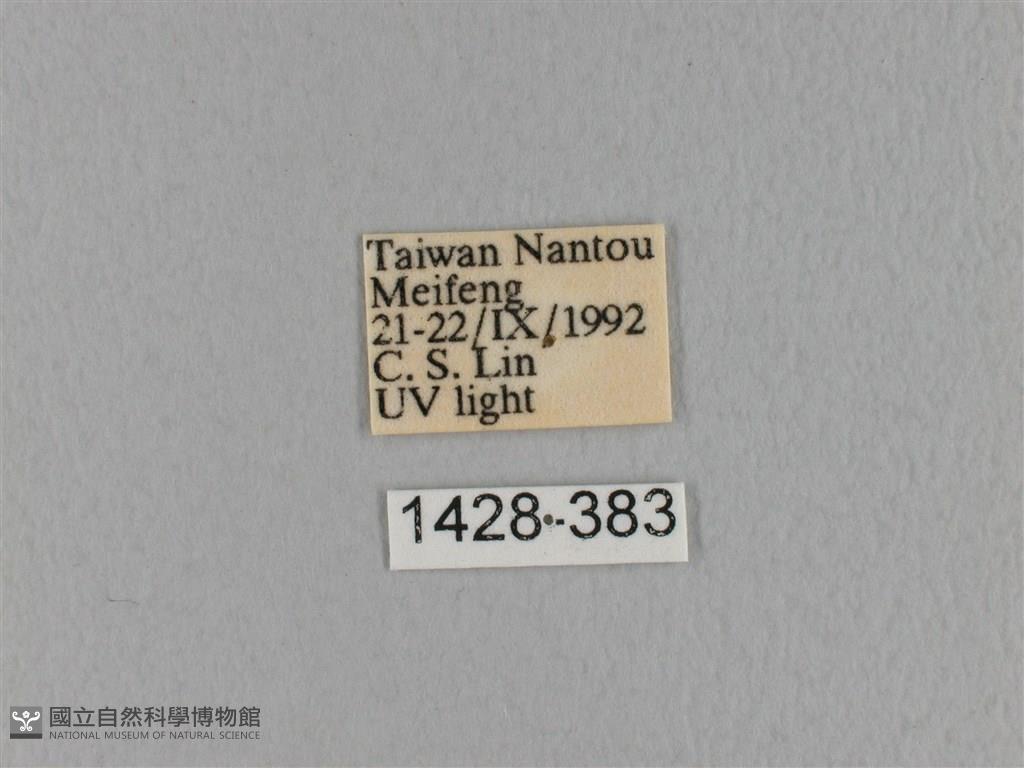 Taiwan Nantou
Meifeng
21-22/IX/1992
C. S. Lin
UV light
1428-383
國立自然科學博物館
NATIONAL MUSEUM OF NATURAL SCIENCE